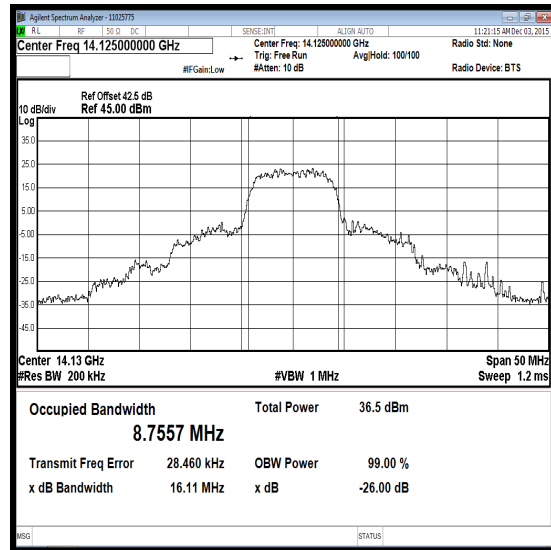 Agilent Spectrum Analyzer - 11025775
RL RF 50 Ω DC SENSE:INT ALIGN AUTO 11:21:15 AM Dec 03, 2015
Center Freq 14.125000000 GHz Center Freq: 14.125000000 GHz Radio Std: None
Trig: Free Run Avg|Hold: 100/100
#IFGain:Low #Atten: 10 dB Radio Device: BTS
Ref Offset 42.5 dB
10 dB/div Ref 45.00 dBm
Log
35.0
25.0
15.0
5.00
-5.00
-15.0
-25.0
-35.0
-45.0
Center 14.13 GHz Span 50 MHz
#Res BW 200 kHz #VBW 1 MHz Sweep 1.2 ms
Occupied Bandwidth Total Power 36.5 dBm
8.7557 MHz
Transmit Freq Error 28.460 kHz OBW Power 99.00 %
x dB Bandwidth 16.11 MHz x dB -26.00 dB
MSG STATUS